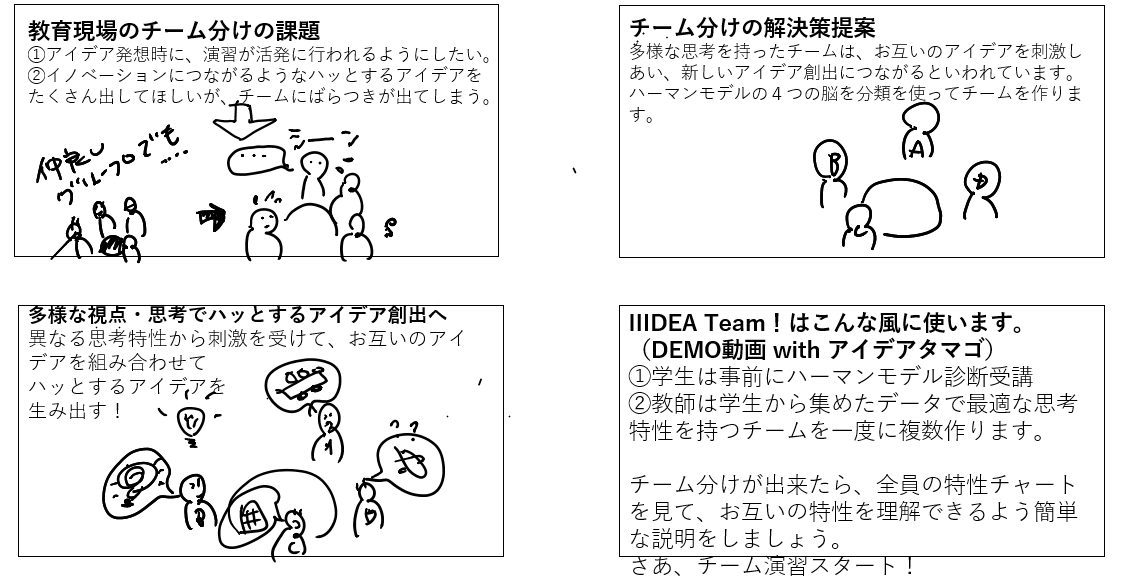 教育現場のチーム分けの課題
①アイデア発想時に、演習が活発に行われるようにしたい。
②イノベーションにつながるようなハッとするアイデアを
たくさん出してほしいが、チームにばらつきが出てしまう。
仲良し
グループでも…
シーン
…
チーム分けの解決策提案
多様な思考を持ったチームは、お互いのアイデアを刺激し
あい、新しいアイデア創出につながるといわれています。
ハーマンモデルの４つの脳を分類を使ってチームを作りま
す。
A
B
D
C
多様な視点・思考でハッとするアイデア創出へ
異なる思考特性から刺激を受けて、お互いのアイ
デアを組み合わせて
ハッとするアイデアを
生み出す！
A
B
D
C
IIIDEA Team！はこんな風に使います。
（DEMO動画 with アイデアタマゴ）
①学生は事前にハーマンモデル診断受講
②教師は学生から集めたデータで最適な思考
特性を持つチームを一度に複数作ります。
チーム分けが出来たら、全員の特性チャート
を見て、お互いの特性を理解できるよう簡単
な説明をしましょう。
さあ、チーム演習スタート！